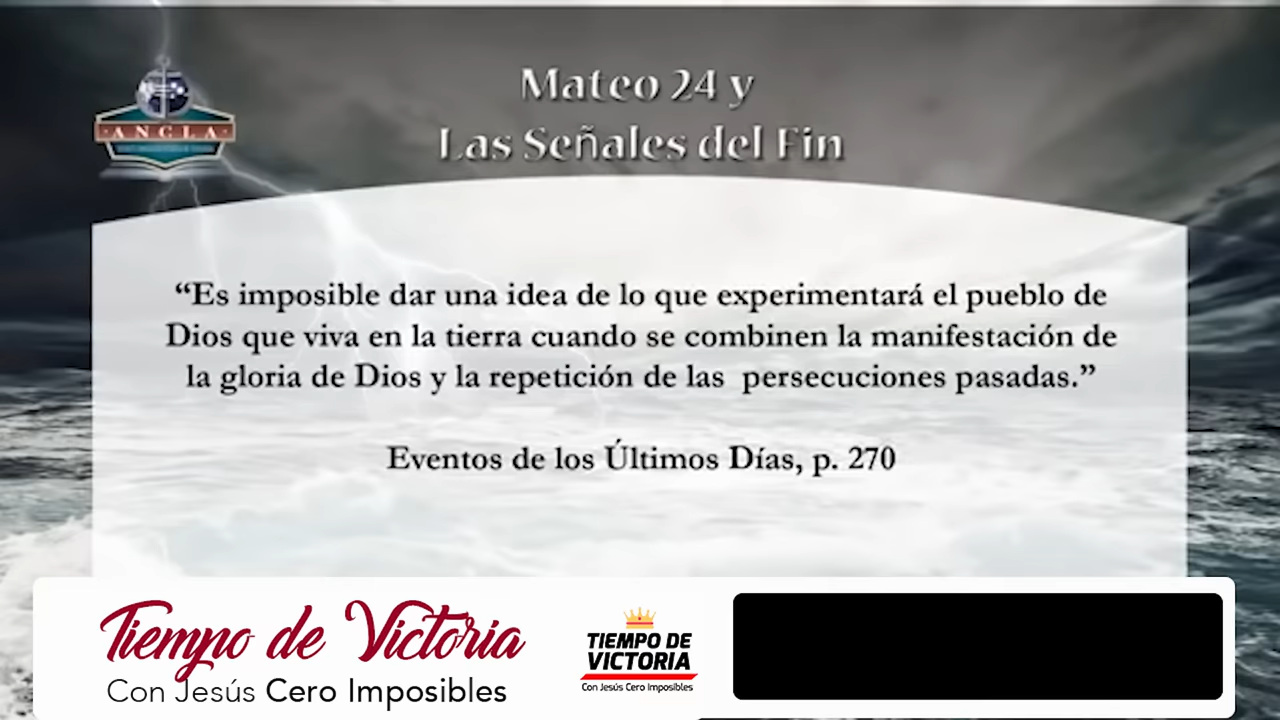 Mateo 24 y
Las Señales del Fin
ANCLA
“Es imposible dar una idea de lo que experimentará el pueblo de
Dios que viva en la tierra cuando se combinen la manifestación de
la gloria de Dios y la repetición de las  persecuciones pasadas.”
Eventos de los Últimos Días, p. 270
Tiempo de Victoria
Con Jesús Cero Imposibles
TIEMPO DE
VICTORIA
Con Jesús Cero Imposibles